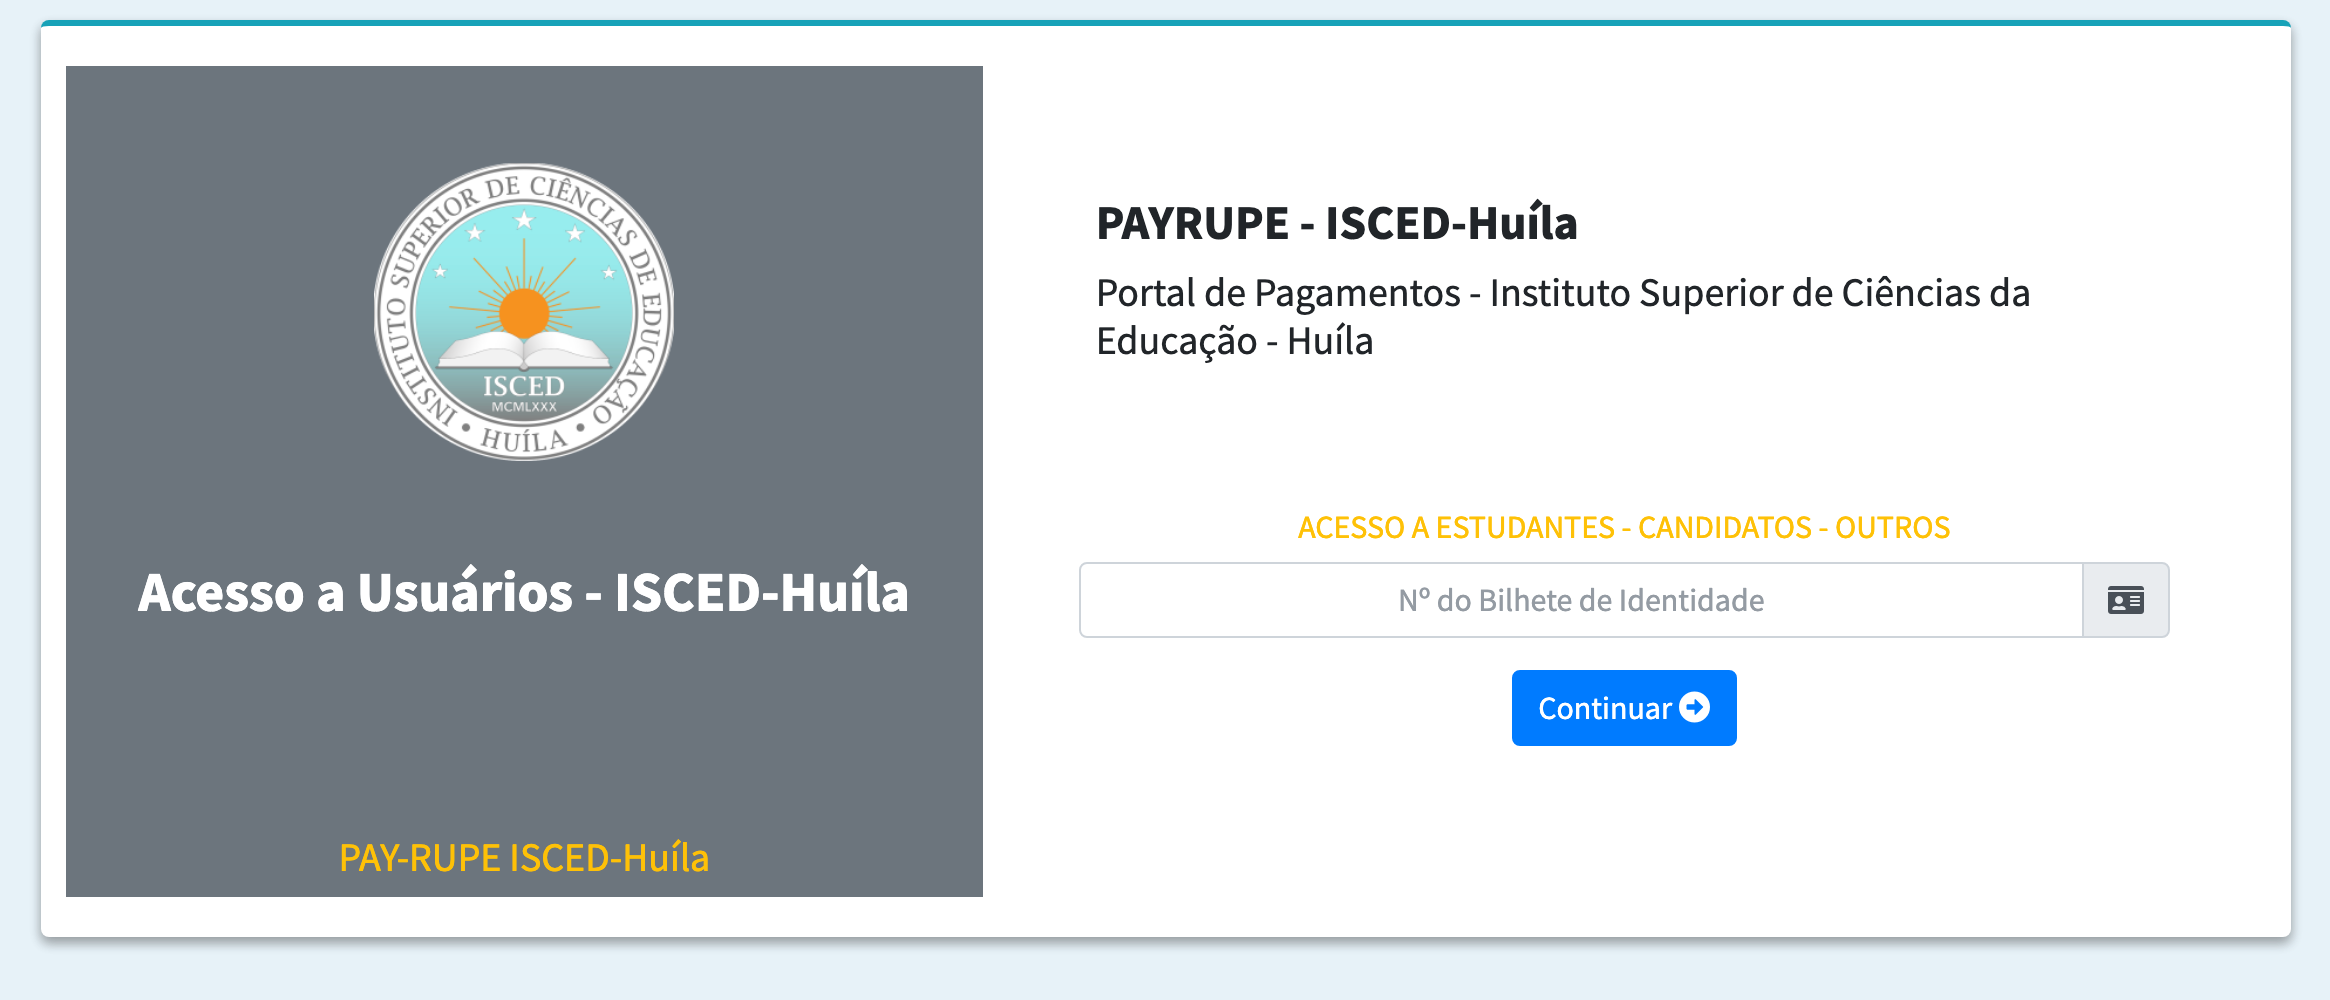 INSTITUTO SUPERIOR DE CIÊNCIAS DE EDUCAÇÃO
ISCED
MCMLXXX
• HUÍLA •
Acesso a Usuários - ISCED-Huíla
PAY-RUPE ISCED-Huíla
PAYRUPE - ISCED-Huíla
Portal de Pagamentos - Instituto Superior de Ciências da
Educação - Huíla
ACESSO A ESTUDANTES - CANDIDATOS - OUTROS
Nº do Bilhete de Identidade
Continuar